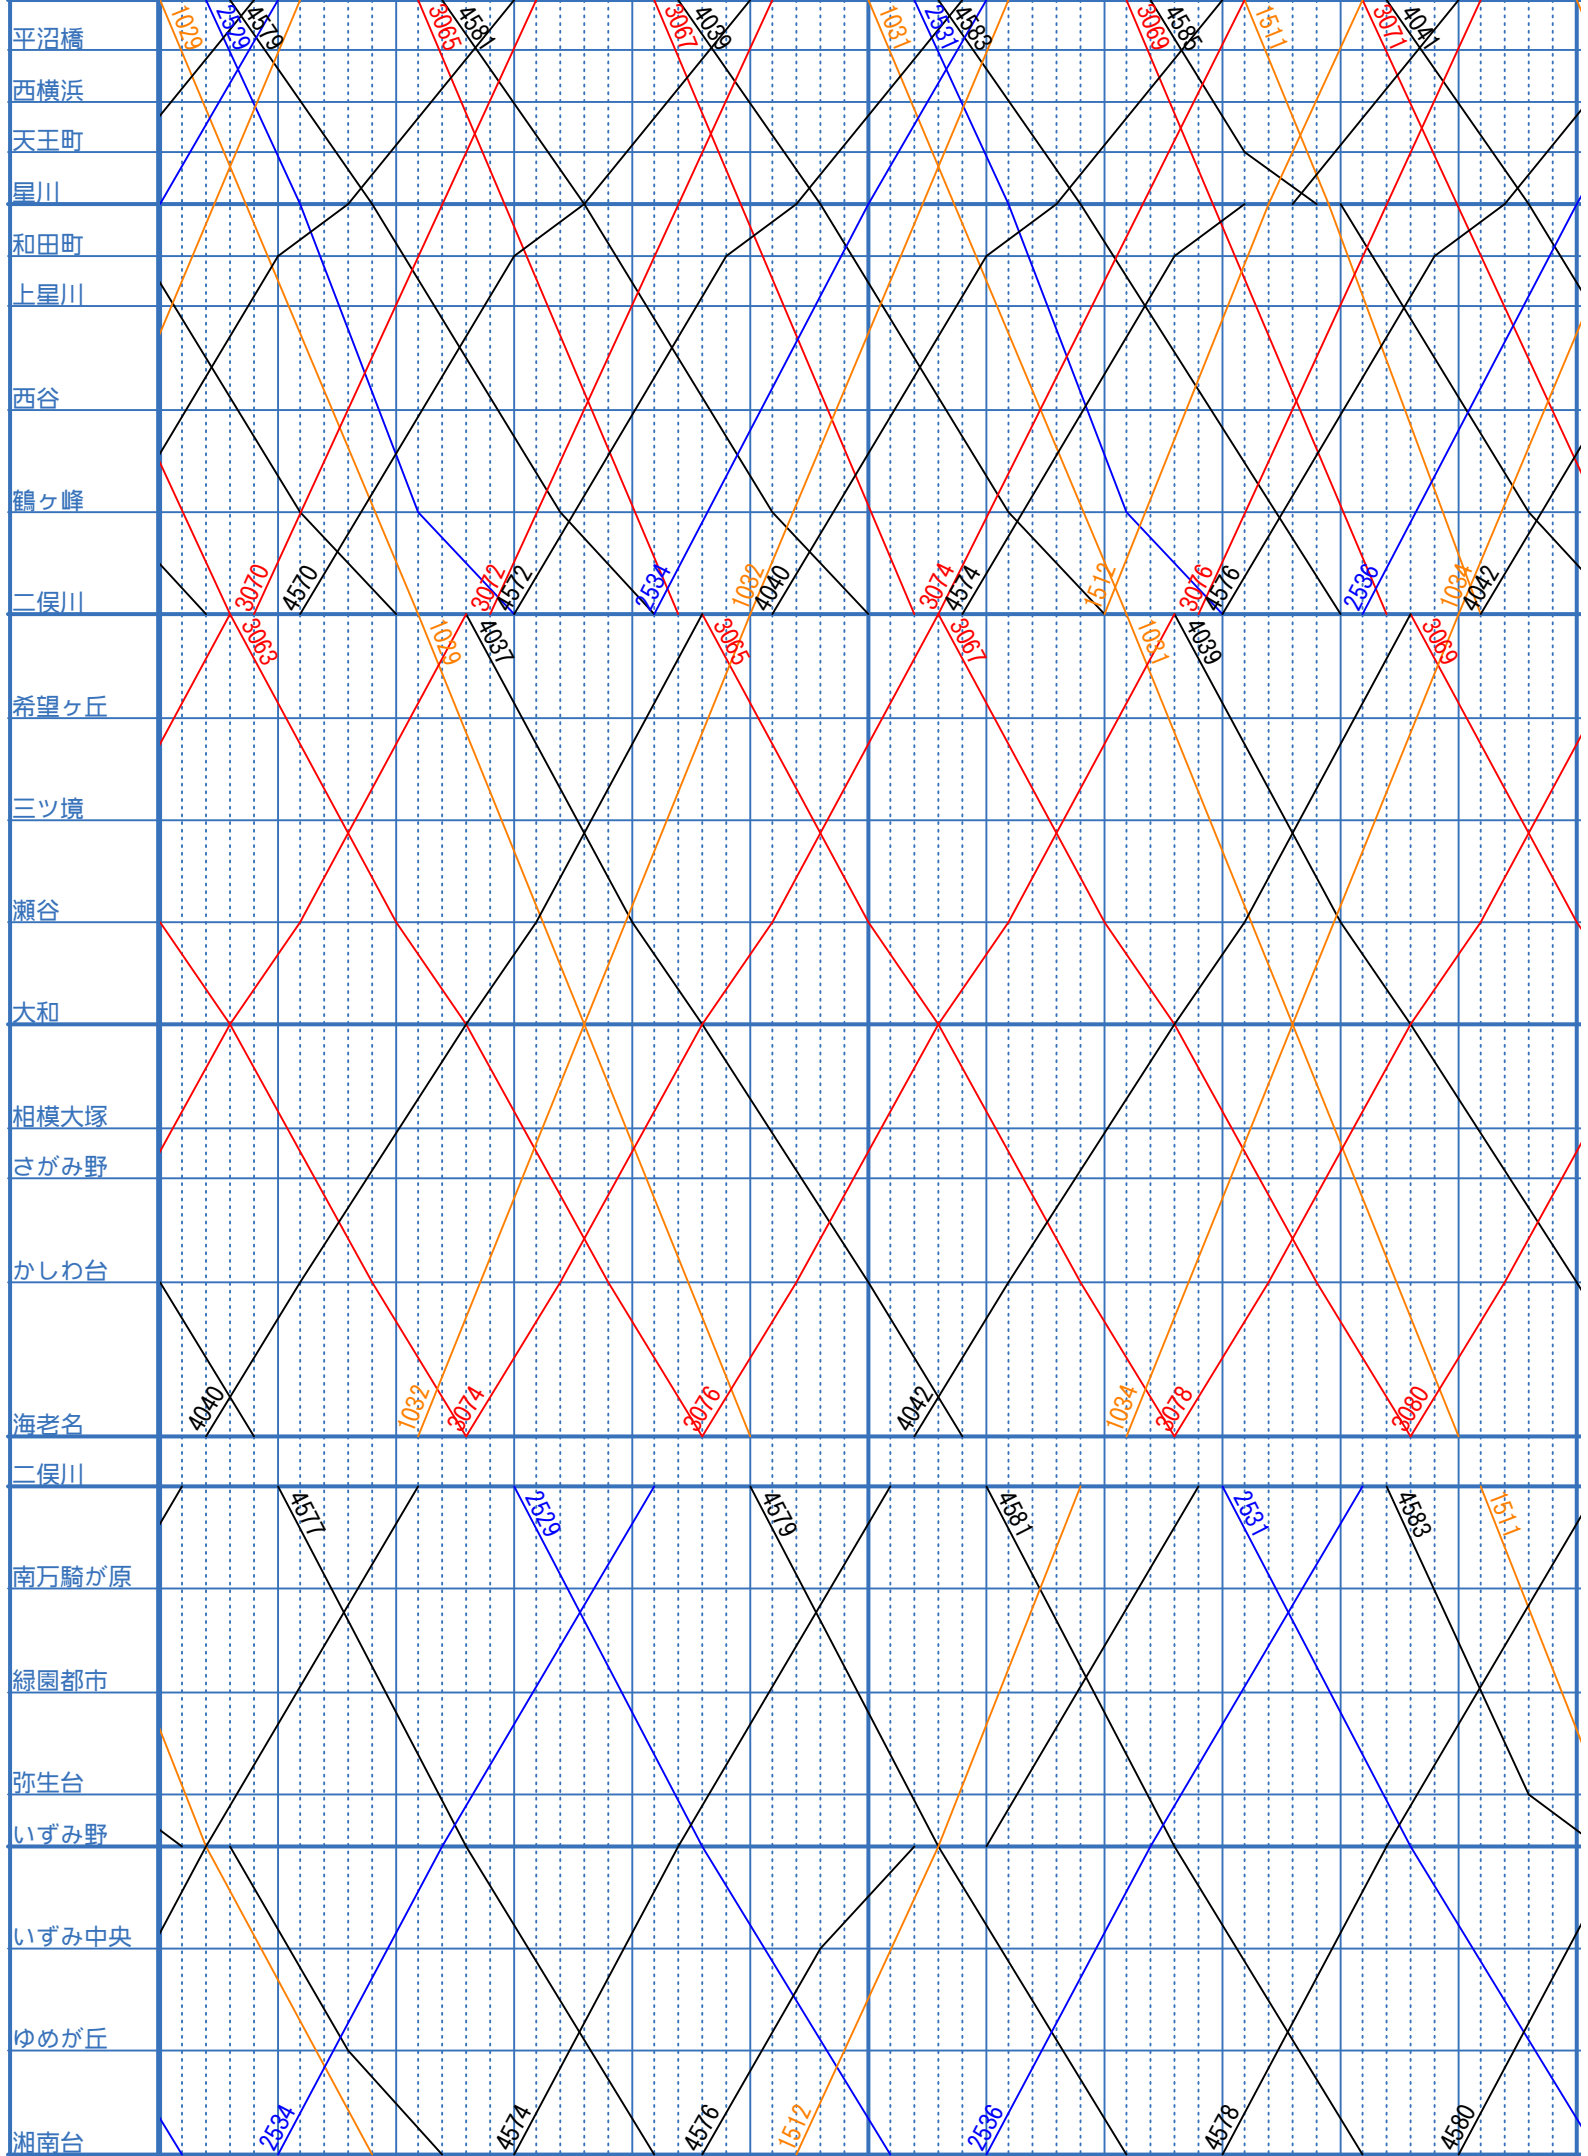 1029
2529
4579
3065
4581
3067
4039
1031
2531
4583
3069
4585
1511
3071
4041
平沼橋
西横浜
天王町
星川
和田町
上星川
西谷
鶴ヶ峰
二俣川
3070
4570
3072
4572
2534
1032
4040
3074
4574
1512
3076
4576
2536
1034
4042
3063
1029
4037
3065
3067
1031
4039
3069
希望ヶ丘
三ツ境
瀬谷
大和
相模大塚
さがみ野
かしわ台
海老名
4040
1032
3074
3076
4042
1034
3078
3080
二俣川
4577
2529
4579
4581
2531
4583
1511
南万騎が原
緑園都市
弥生台
いずみ野
いずみ中央
ゆめが丘
湘南台
2534
4574
4576
1512
2536
4578
4580